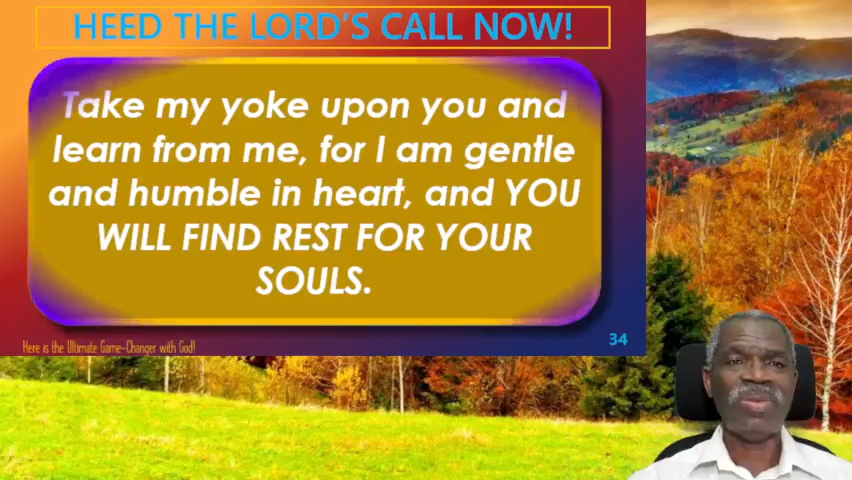 HEED THE LORD'S CALL NOW!
Take my yoke upon you and
learn from me, for I am gentle
and humble in heart, and YOU
WILL FIND REST FOR YOUR
SOULS.
Here is the Ultimate Game-Changer with God!
34